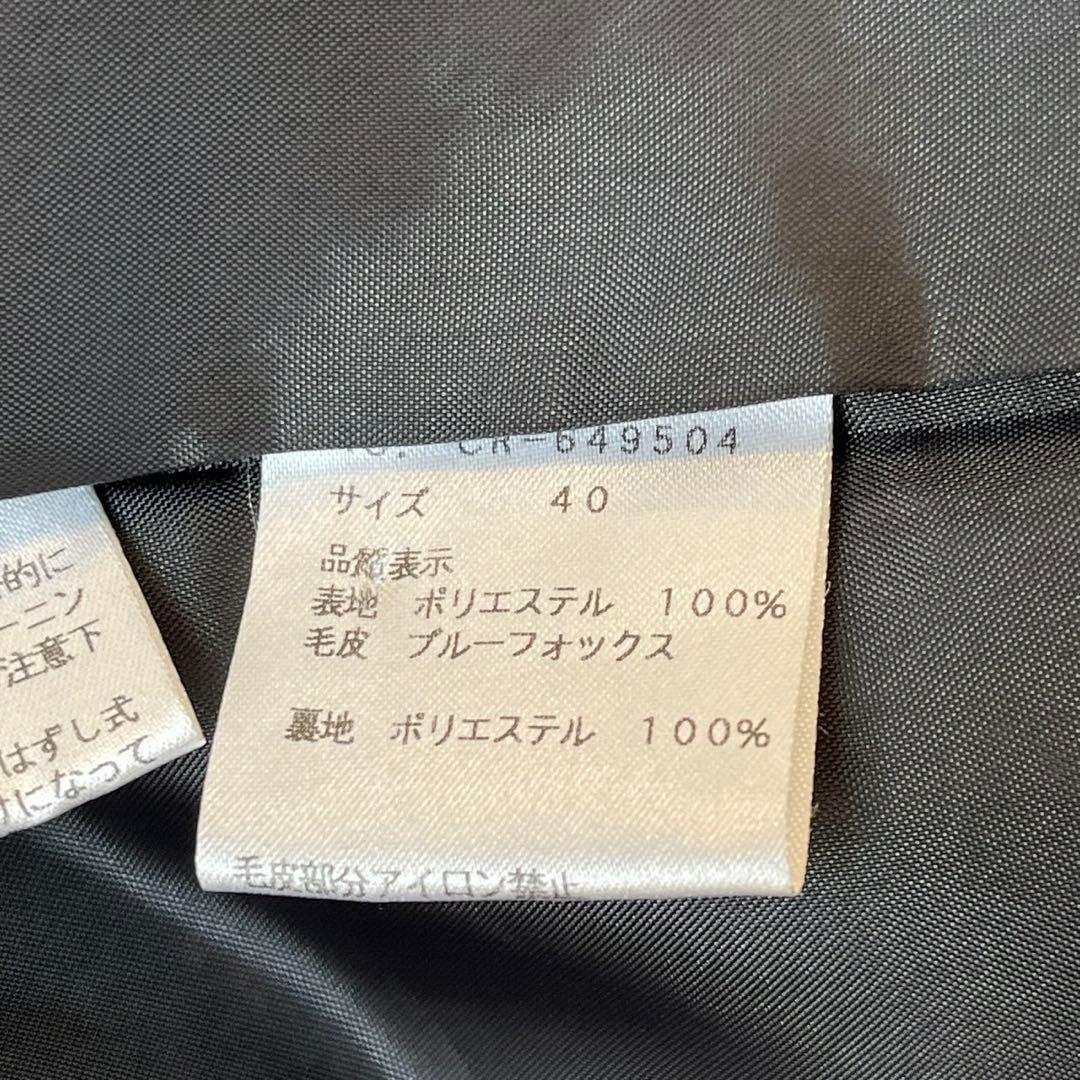 CR-649504
サイズ 40
品質表示
表地 ポリエステル 100%
毛皮 ブルーフォックス
裏地 ポリエステル 100%
毛皮部分アイロン禁止
的に
ーニン
注意下
はずし式
になって